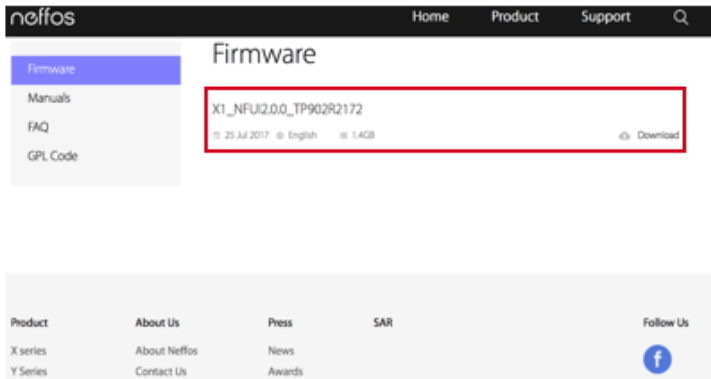 neffos Home Product Support
Firmware
Firmware
Manuals
FAQ
GPL Code
X1_NFUI2.0.0_TP902R2172
25 Jul 2017 English 1.4GB Download
Product About Us Press SAR Follow Us
X series About Neffos News
Y Series Contact Us Awards